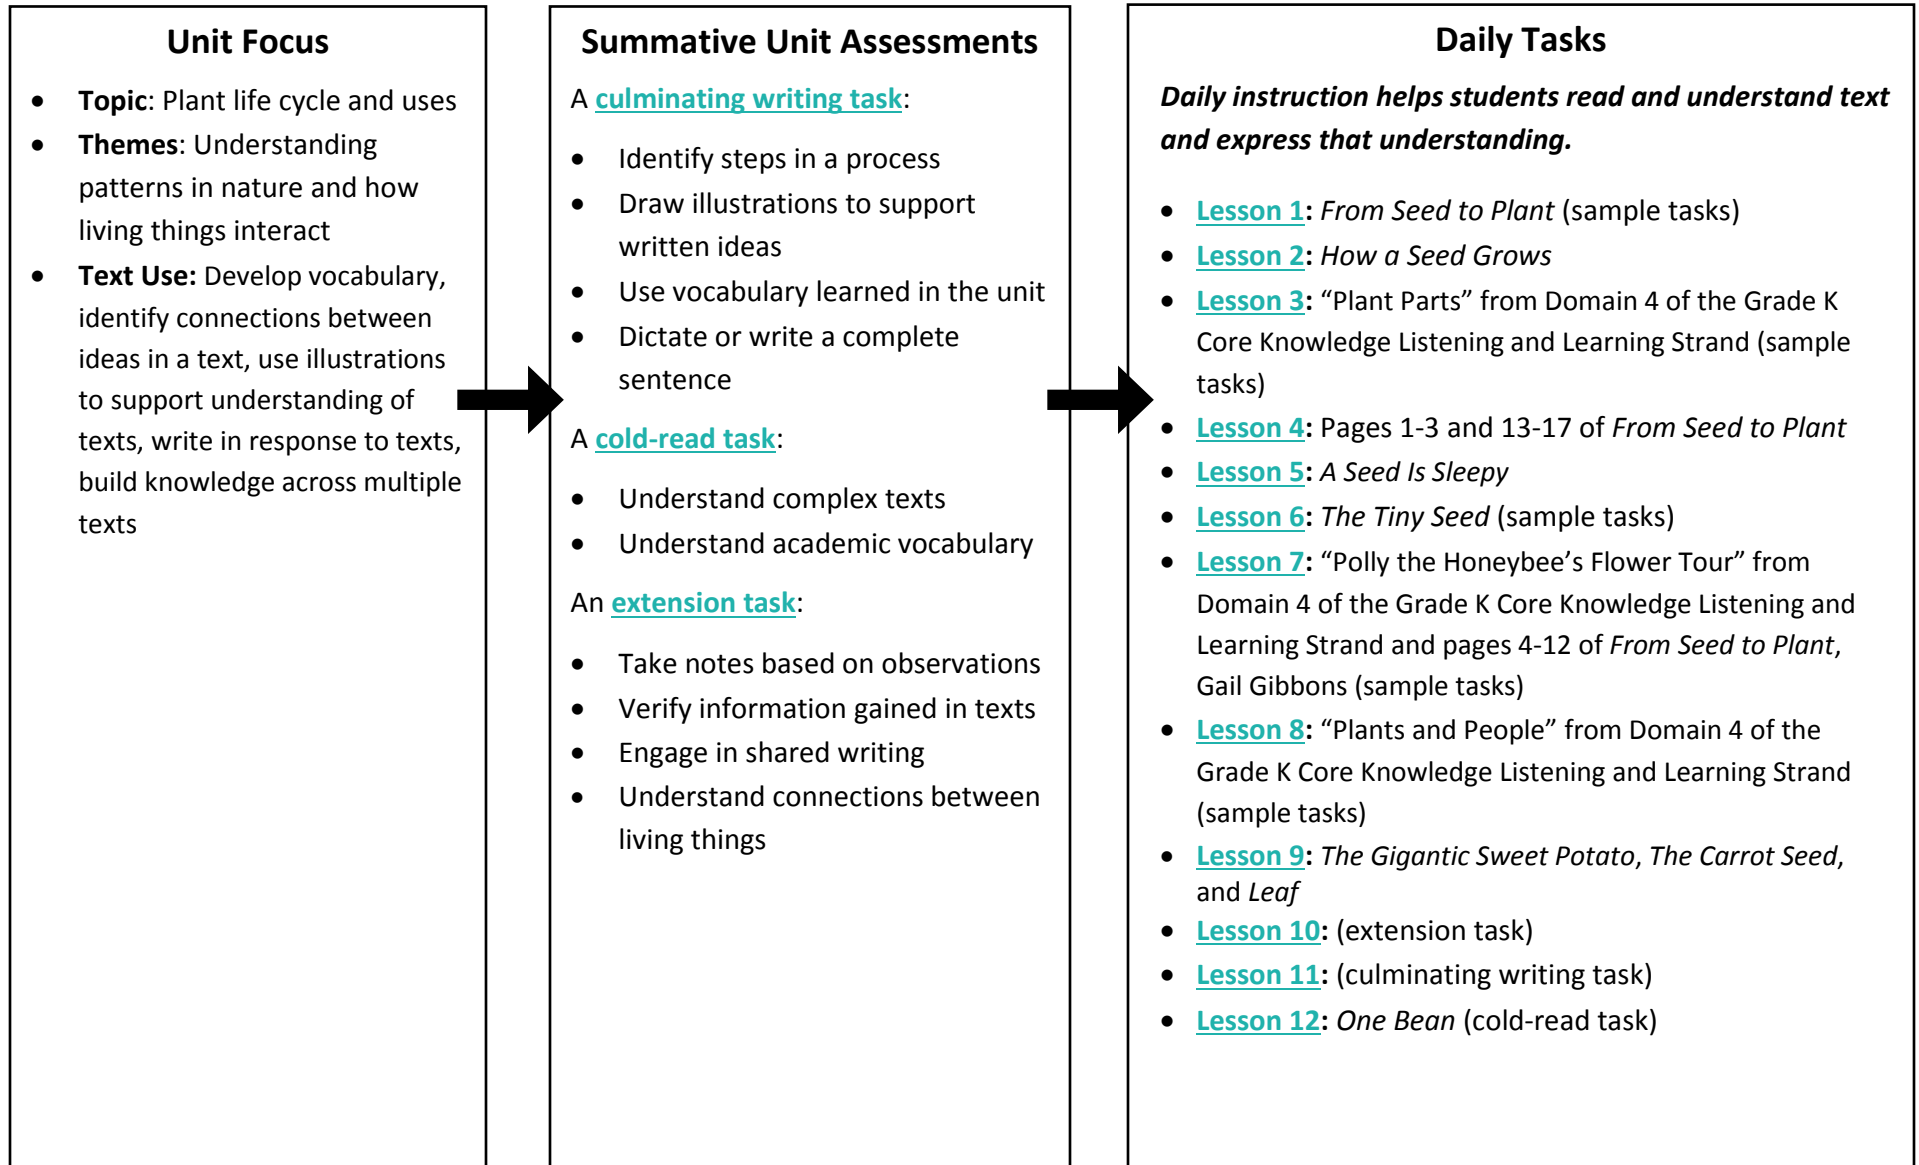 Unit Focus
• Topic: Plant life cycle and uses
• Themes: Understanding
patterns in nature and how
living things interact
• Text Use: Develop vocabulary,
identify connections between
ideas in a text, use illustrations
to support understanding of
texts, write in response to texts,
build knowledge across multiple
texts
Summative Unit Assessments
A culminating writing task:
• Identify steps in a process
• Draw illustrations to support
written ideas
• Use vocabulary learned in the unit
• Dictate or write a complete
sentence
A cold-read task:
• Understand complex texts
• Understand academic vocabulary
An extension task:
• Take notes based on observations
• Verify information gained in texts
• Engage in shared writing
• Understand connections between
living things
Daily Tasks
Daily instruction helps students read and understand text
and express that understanding.
• Lesson 1: From Seed to Plant (sample tasks)
• Lesson 2: How a Seed Grows
• Lesson 3: “Plant Parts” from Domain 4 of the Grade K
Core Knowledge Listening and Learning Strand (sample
tasks)
• Lesson 4: Pages 1-3 and 13-17 of From Seed to Plant
• Lesson 5: A Seed Is Sleepy
• Lesson 6: The Tiny Seed (sample tasks)
• Lesson 7: “Polly the Honeybee’s Flower Tour” from
Domain 4 of the Grade K Core Knowledge Listening and
Learning Strand and pages 4-12 of From Seed to Plant,
Gail Gibbons (sample tasks)
• Lesson 8: “Plants and People” from Domain 4 of the
Grade K Core Knowledge Listening and Learning Strand
(sample tasks)
• Lesson 9: The Gigantic Sweet Potato, The Carrot Seed,
and Leaf
• Lesson 10: (extension task)
• Lesson 11: (culminating writing task)
• Lesson 12: One Bean (cold-read task)